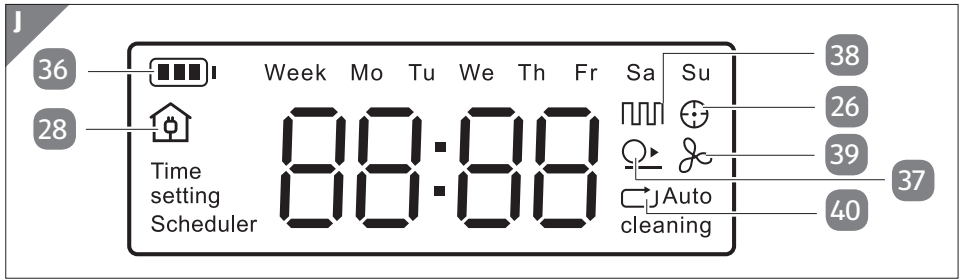 J
36
38
Week Mo Tu We Th Fr Sa Su
28
26
88:88
39
Time
setting
37
Scheduler
Auto
cleaning
40